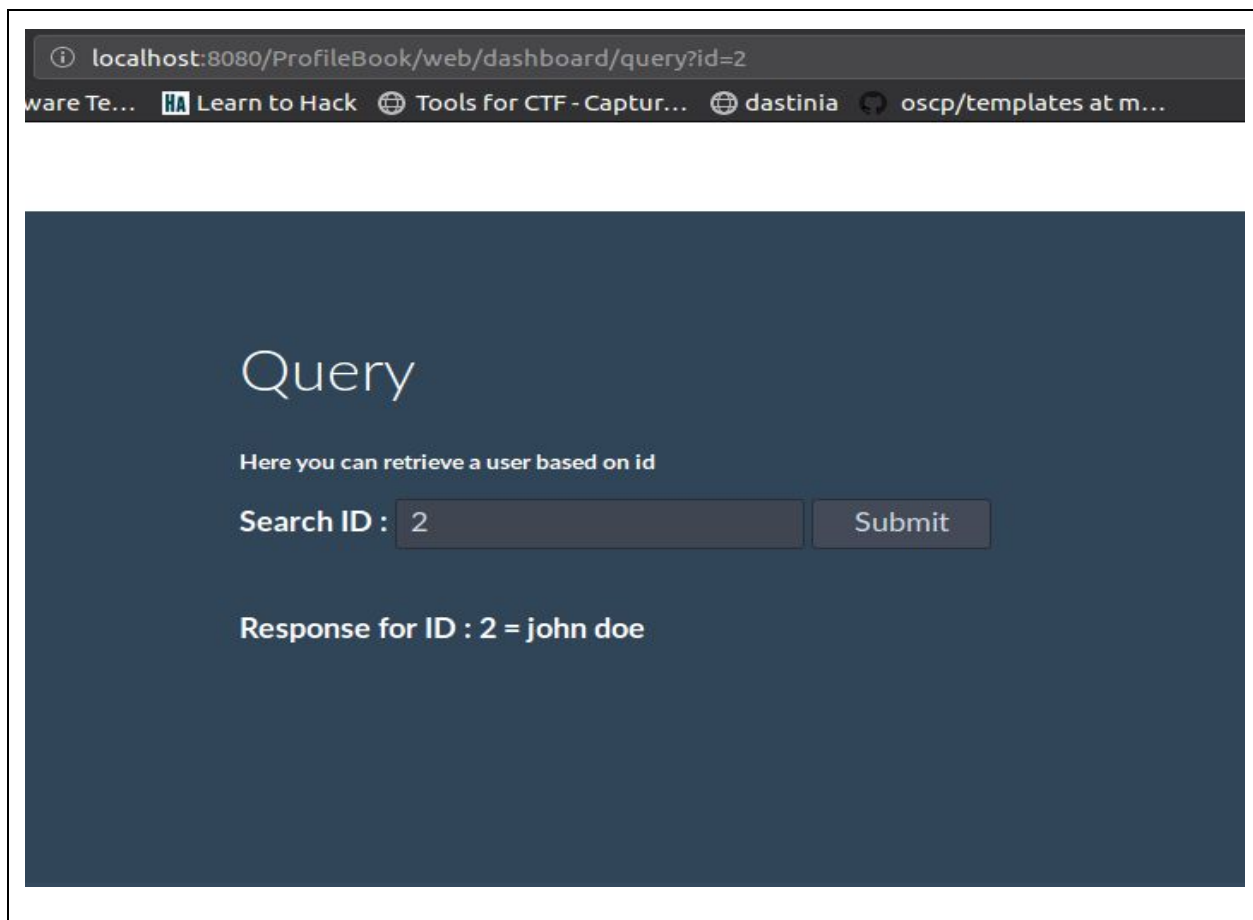 localhost:8080/ProfileBook/web/dashboard/query?id=2
ware Te... HA Learn to Hack Tools for CTF - Captur... dastinia oscp/templates at m...
Query
Here you can retrieve a user based on id
Search ID : 2 Submit
Response for ID : 2 = john doe